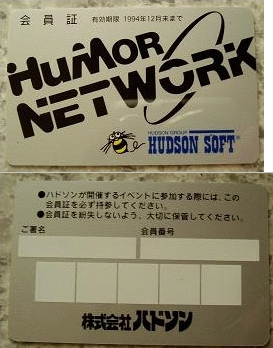 会員証 有効期限 1994年12月末まで
HuMOR
NETWORK
HUDSON GROUP
HUDSON SOFT
●ハドソンが開催するイベントに参加する際には、この
会員証を必ず持参してください。
●会員証を紛失しないよう、大切に保管してください。
ご署名 会員番号
株式会社ハドソン